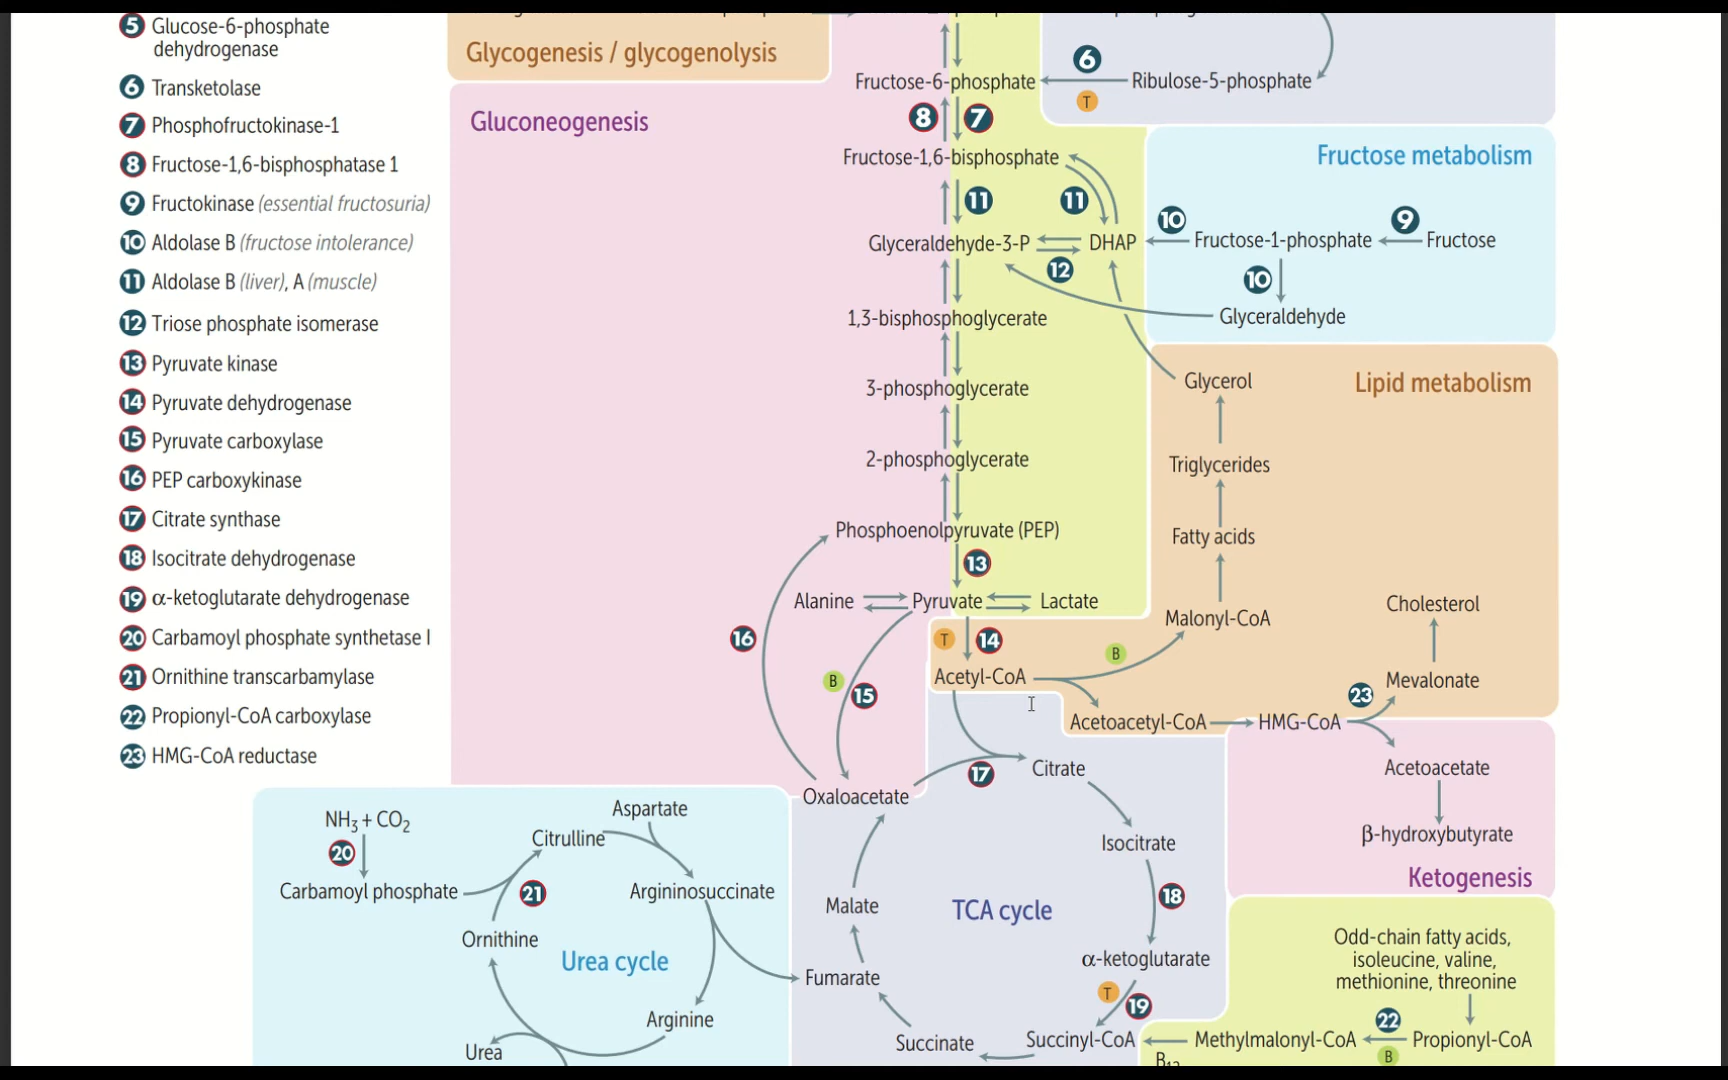 5 Glucose-6-phosphate
dehydrogenase
6 Transketolase
7 Phosphofructokinase-1
8 Fructose-1,6-bisphosphatase 1
9 Fructokinase (essential fructosuria)
10 Aldolase B (fructose intolerance)
11 Aldolase B (liver), A (muscle)
12 Triose phosphate isomerase
13 Pyruvate kinase
14 Pyruvate dehydrogenase
15 Pyruvate carboxylase
16 PEP carboxykinase
17 Citrate synthase
18 Isocitrate dehydrogenase
19 α-ketoglutarate dehydrogenase
20 Carbamoyl phosphate synthetase I
21 Ornithine transcarbamylase
22 Propionyl-CoA carboxylase
23 HMG-CoA reductase
Glycogenesis / glycogenolysis
Gluconeogenesis
Fructose-6-phosphate
6
Ribulose-5-phosphate
T
8
7
Fructose-1,6-bisphosphate
11
11
Glyceraldehyde-3-P
DHAP
12
Fructose metabolism
10
Fructose-1-phosphate
9
Fructose
10
Glyceraldehyde
1,3-bisphosphoglycerate
3-phosphoglycerate
2-phosphoglycerate
Phosphoenolpyruvate (PEP)
13
Alanine
Pyruvate
Lactate
16
T
14
B
15
Acetyl-CoA
Lipid metabolism
Glycerol
Triglycerides
Fatty acids
Malonyl-CoA
B
Cholesterol
Mevalonate
23
Acetoacetyl-CoA
HMG-CoA
Acetoacetate
β-hydroxybutyrate
Ketogenesis
Oxaloacetate
17
Citrate
Isocitrate
18
α-ketoglutarate
T
19
Succinyl-CoA
Succinate
Fumarate
Malate
TCA cycle
NH3 + CO2
20
Carbamoyl phosphate
21
Citrulline
Aspartate
Argininosuccinate
Ornithine
Urea cycle
Arginine
Urea
Odd-chain fatty acids,
isoleucine, valine,
methionine, threonine
22
Methylmalonyl-CoA
Propionyl-CoA
B